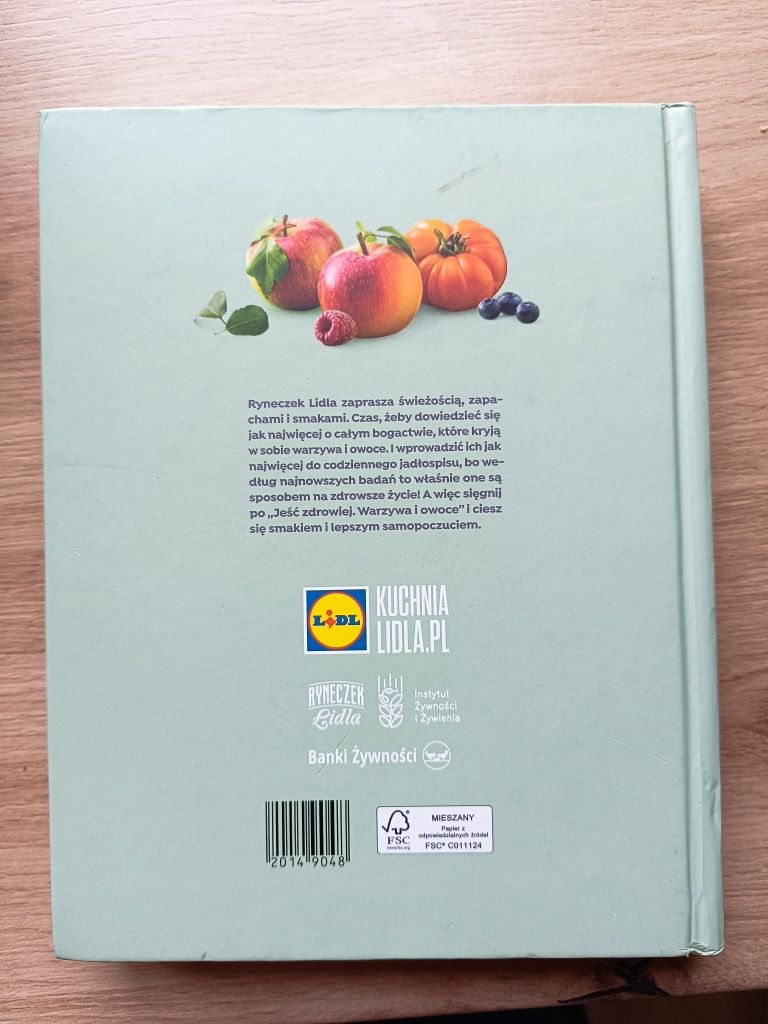 Ryneczek Lidla zaprasza świeżością, zapa-
chami i smakami. Czas, żeby dowiedzieć się
jak najwięcej o całym bogactwie, które kryją
w sobie warzywa i owoce. I wprowadzić ich jak
najwięcej do codziennego jadłospisu, bo we-
dług najnowszych badań to właśnie one są
sposobem na zdrowsze życie! A więc sięgnij
po „Jeść zdrowiej. Warzywa i owoce” i ciesz
się smakiem i lepszym samopoczuciem.
LIDL
KUCHNIA
LIDLA.PL
RYNECZEK
Lidla
Instytut
Żywności
i Żywienia
Banki Żywności
2014 9048
FSC
www.fsc.org
MIESZANY
Papier z
odpowiedzialnych źródeł
FSC® C011124